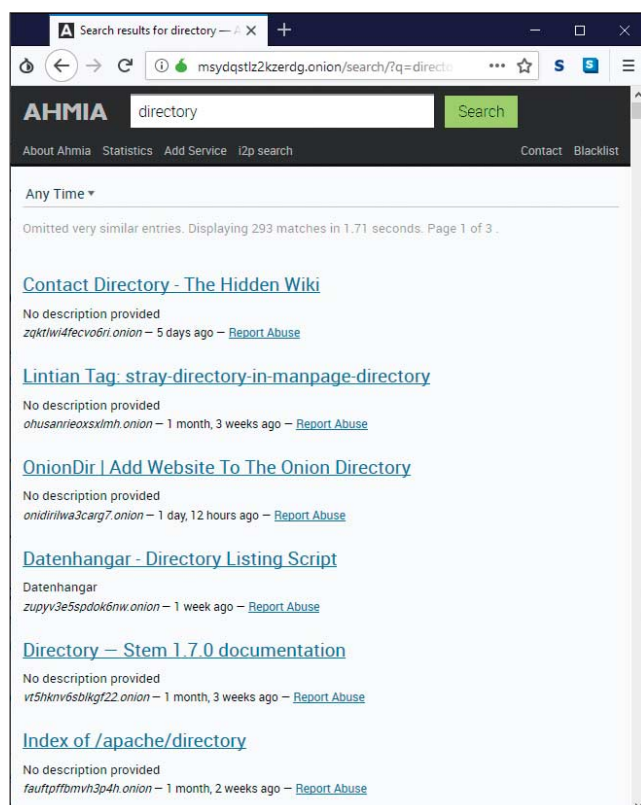 Search results for directory — A
msydqstlz2kzerdg.onion/search/?q=directo
AHMIA
directory
Search
About Ahmia Statistics Add Service i2p search Contact Blacklist
Any Time
Omitted very similar entries. Displaying 293 matches in 1.71 seconds. Page 1 of 3 .
Contact Directory - The Hidden Wiki
No description provided
zqktlwi4fecvo6ri.onion — 5 days ago — Report Abuse
Lintian Tag: stray-directory-in-manpage-directory
No description provided
ohusanrieoxsxlmh.onion — 1 month, 3 weeks ago — Report Abuse
OnionDir | Add Website To The Onion Directory
No description provided
onidirilwa3carg7.onion — 1 day, 12 hours ago — Report Abuse
Datenhangar - Directory Listing Script
Datenhangar
zupyv3e5spdok6nw.onion — 1 week ago — Report Abuse
Directory — Stem 1.7.0 documentation
No description provided
vt5hknv6sblkgf22.onion — 1 month, 3 weeks ago — Report Abuse
Index of /apache/directory
No description provided
fauftpffbmvh3p4h.onion — 1 month, 2 weeks ago — Report Abuse